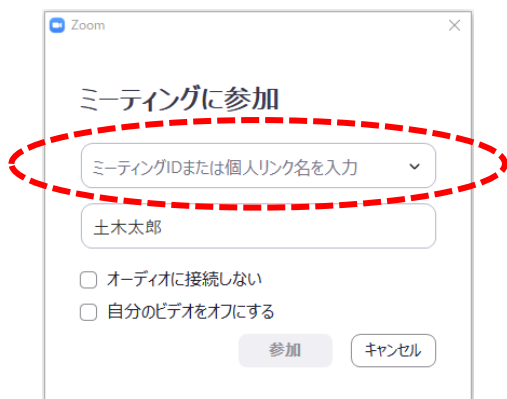 Zoom
ミーティングに参加
ミーティングIDまたは個人リンク名を入力
土木太郎
オーディオに接続しない
自分のビデオをオフにする
参加 キャンセル